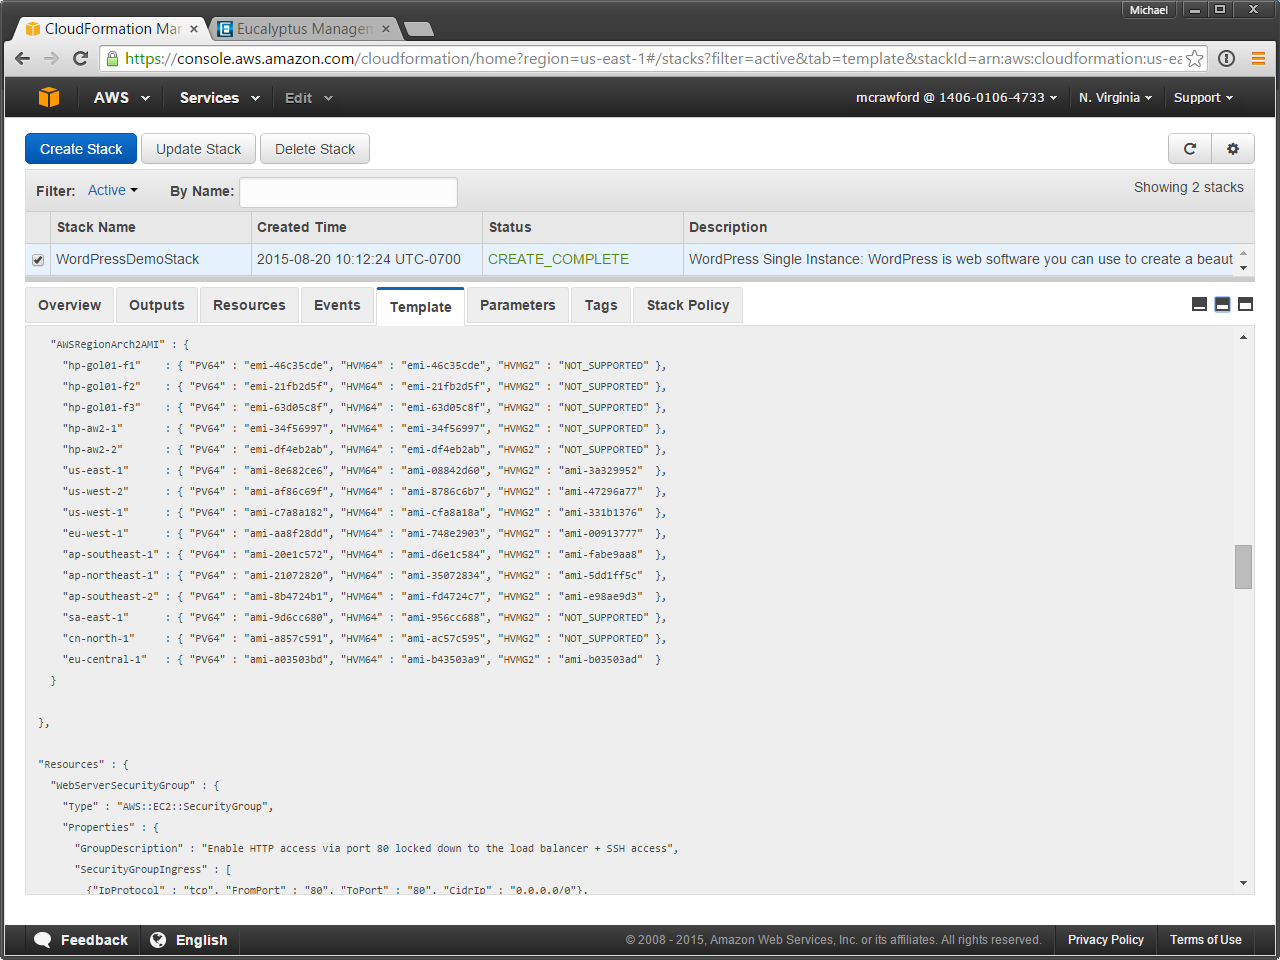 Michael
CloudFormation Mar
Eucalyptus Managem
https://console.aws.amazon.com/cloudformation/home?region=us-east-1#/stacks?filter=active&tab=template&stackId=arn:aws:cloudformation:us-ea
AWS Services Edit mcrawford @ 1406-0106-4733 N. Virginia Support
Create Stack Update Stack Delete Stack
Filter: Active By Name: Showing 2 stacks
Stack Name Created Time Status Description
WordPressDemoStack 2015-08-20 10:12:24 UTC-0700 CREATE_COMPLETE WordPress Single Instance: WordPress is web software you can use to create a beaut
Overview Outputs Resources Events Template Parameters Tags Stack Policy
"AWSRegionArch2AMI" : {
"hp-gol01-f1" : { "PV64" : "emi-46c35cde", "HVM64" : "emi-46c35cde", "HVMG2" : "NOT_SUPPORTED" },
"hp-gol01-f2" : { "PV64" : "emi-21fb2d5f", "HVM64" : "emi-21fb2d5f", "HVMG2" : "NOT_SUPPORTED" },
"hp-gol01-f3" : { "PV64" : "emi-63d05c8f", "HVM64" : "emi-63d05c8f", "HVMG2" : "NOT_SUPPORTED" },
"hp-aw2-1" : { "PV64" : "emi-34f56997", "HVM64" : "emi-34f56997", "HVMG2" : "NOT_SUPPORTED" },
"hp-aw2-2" : { "PV64" : "emi-df4eb2ab", "HVM64" : "emi-df4eb2ab", "HVMG2" : "NOT_SUPPORTED" },
"us-east-1" : { "PV64" : "ami-8e682ce6", "HVM64" : "ami-08842d60", "HVMG2" : "ami-3a329952" },
"us-west-2" : { "PV64" : "ami-af86c69f", "HVM64" : "ami-8786c6b7", "HVMG2" : "ami-47296a77" },
"us-west-1" : { "PV64" : "ami-c7a8a182", "HVM64" : "ami-cfa8a18a", "HVMG2" : "ami-331b1376" },
"eu-west-1" : { "PV64" : "ami-aa8f28dd", "HVM64" : "ami-748e2903", "HVMG2" : "ami-00913777" },
"ap-southeast-1" : { "PV64" : "ami-20e1c572", "HVM64" : "ami-d6e1c584", "HVMG2" : "ami-fabe9aa8" },
"ap-northeast-1" : { "PV64" : "ami-21072820", "HVM64" : "ami-35072834", "HVMG2" : "ami-5dd1ff5c" },
"ap-southeast-2" : { "PV64" : "ami-8b4724b1", "HVM64" : "ami-fd4724c7", "HVMG2" : "ami-e98ae9d3" },
"sa-east-1" : { "PV64" : "ami-9d6cc680", "HVM64" : "ami-956cc688", "HVMG2" : "NOT_SUPPORTED" },
"cn-north-1" : { "PV64" : "ami-a857c591", "HVM64" : "ami-ac57c595", "HVMG2" : "NOT_SUPPORTED" },
"eu-central-1" : { "PV64" : "ami-a03503bd", "HVM64" : "ami-b43503a9", "HVMG2" : "ami-b03503ad" }
}
},
"Resources" : {
"WebServerSecurityGroup" : {
"Type" : "AWS::EC2::SecurityGroup",
"Properties" : {
"GroupDescription" : "Enable HTTP access via port 80 locked down to the load balancer + SSH access",
"SecurityGroupIngress" : [
{"IpProtocol" : "tcp", "FromPort" : "80", "ToPort" : "80", "CidrIp" : "0.0.0.0/0"},
Feedback English © 2008 - 2015, Amazon Web Services, Inc. or its affiliates. All rights reserved. Privacy Policy Terms of Use